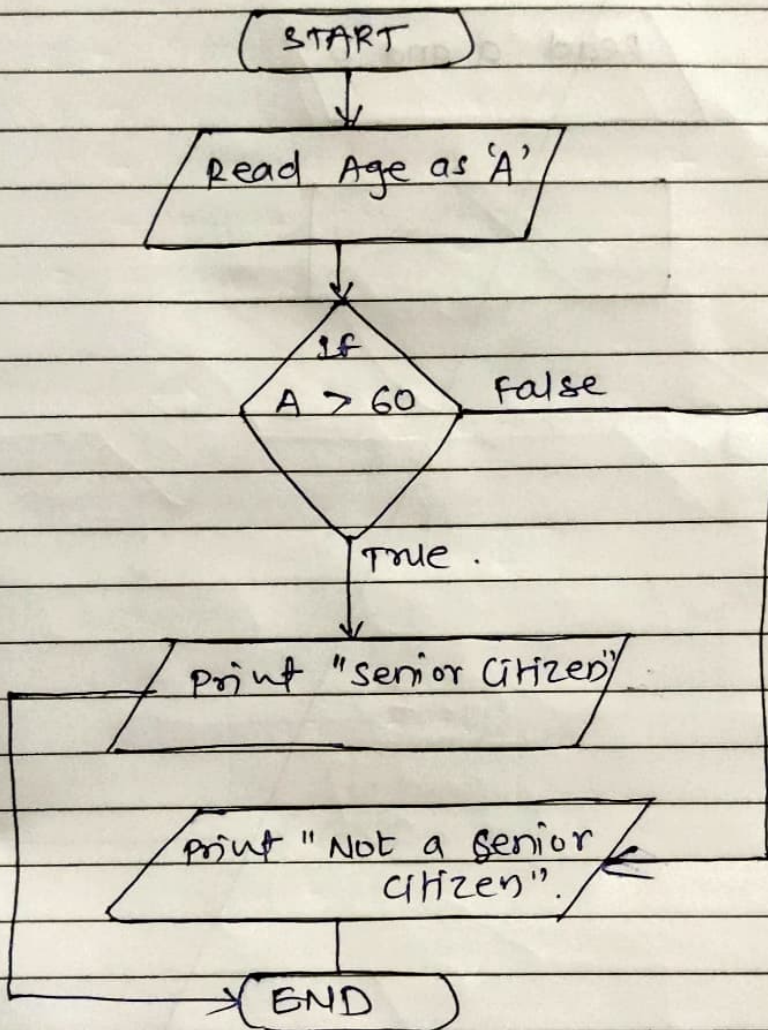 START
Read Age as 'A'
If
A > 60
False
True.
Print "Senior Citizen"
Print "Not a Senior
Citizen".
END